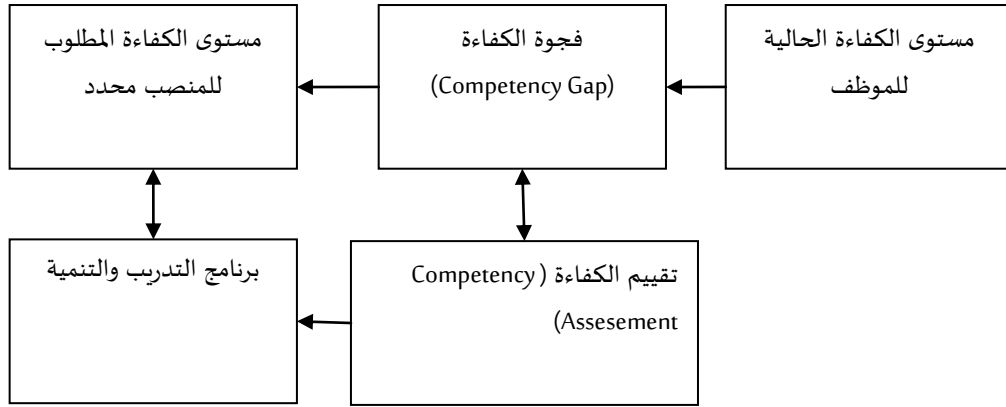 مستوى الكفاءة الحالية
للموظف
فجوة الكفاءة
(Competency Gap)
مستوى الكفاءة المطلوب
للمنصب محدد
تقييم الكفاءة ( Competency
Assesement)
برنامج التدريب والتنمية